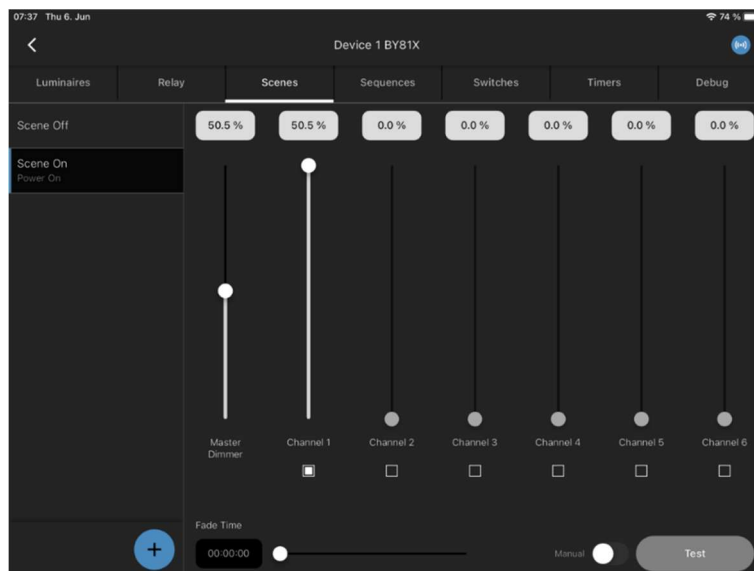 07:37 Thu 6. Jun
74 %
Device 1 BY81X
Luminaires Relay Scenes Sequences Switches Timers Debug
Scene Off
50.5 % 50.5 % 0.0 % 0.0 % 0.0 % 0.0 % 0.0 %
Scene On
Power On
Master Dimmer
Channel 1 Channel 2 Channel 3 Channel 4 Channel 5 Channel 6
Fade Time
00:00:00
Manual
Test